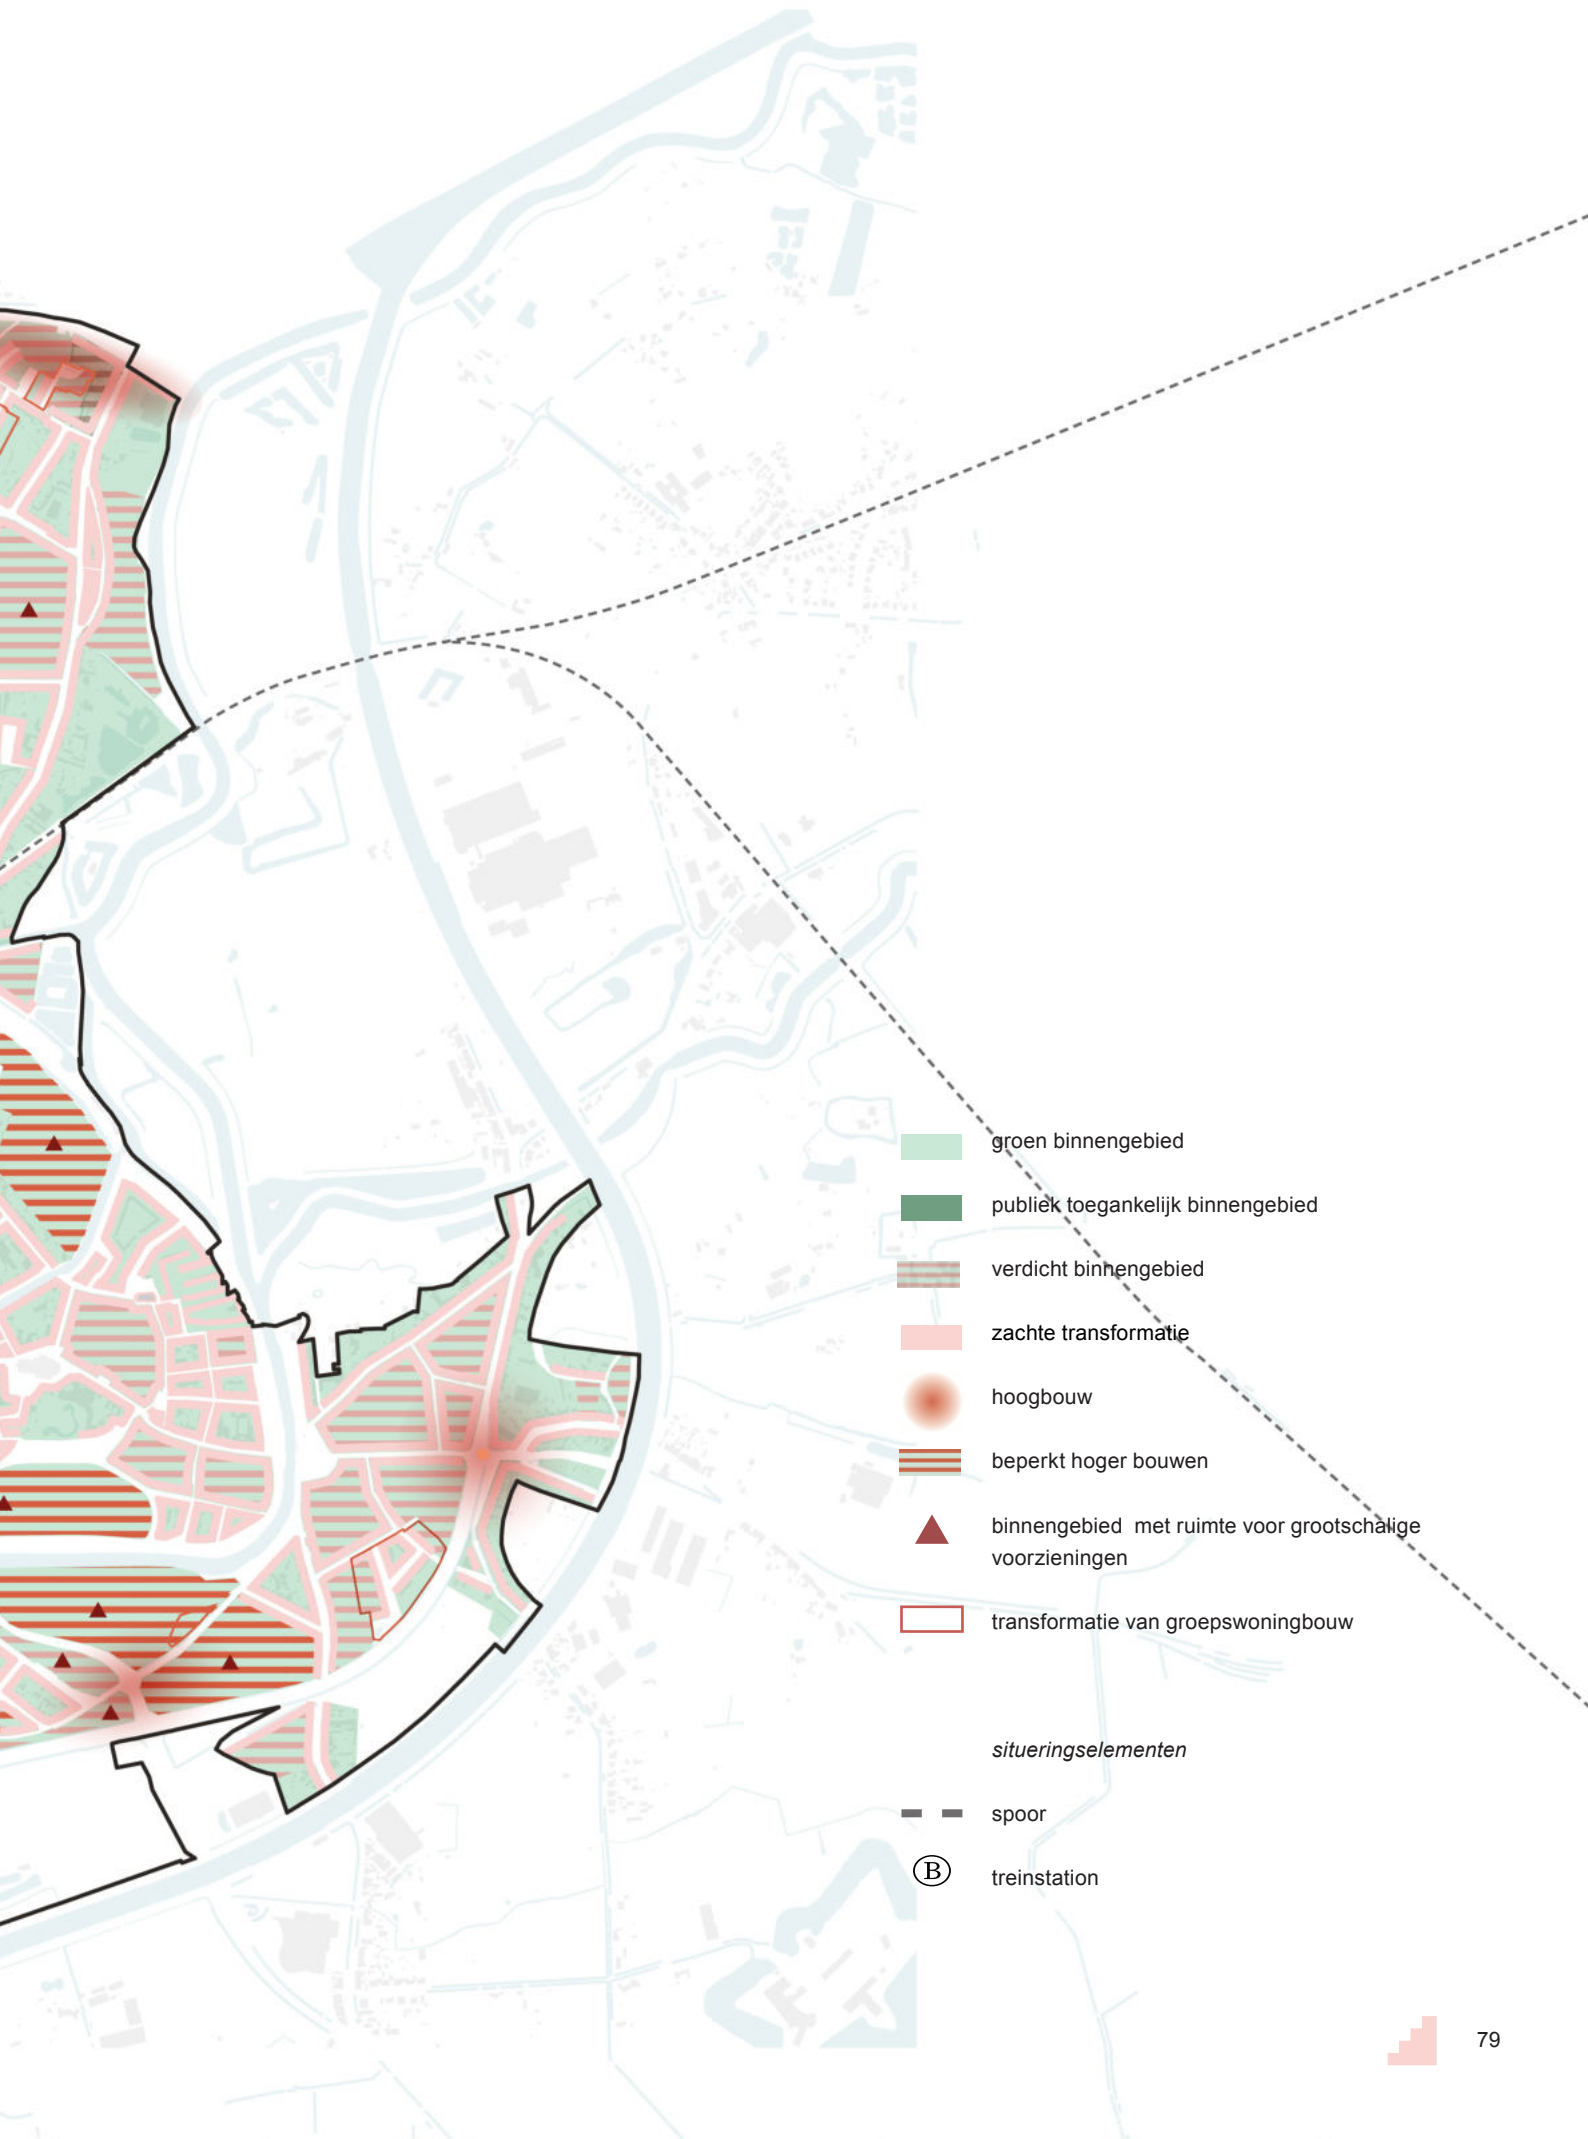 groen binnengebied
publiek toegankelijk binnengebied
verdicht binnengebied
zachte transformatie
hoogbouw
beperkt hoger bouwen
binnengebied met ruimte voor grootschalige
voorzieningen
transformatie van groepswoningbouw
situeringselementen
spoor
B
treinstation
79